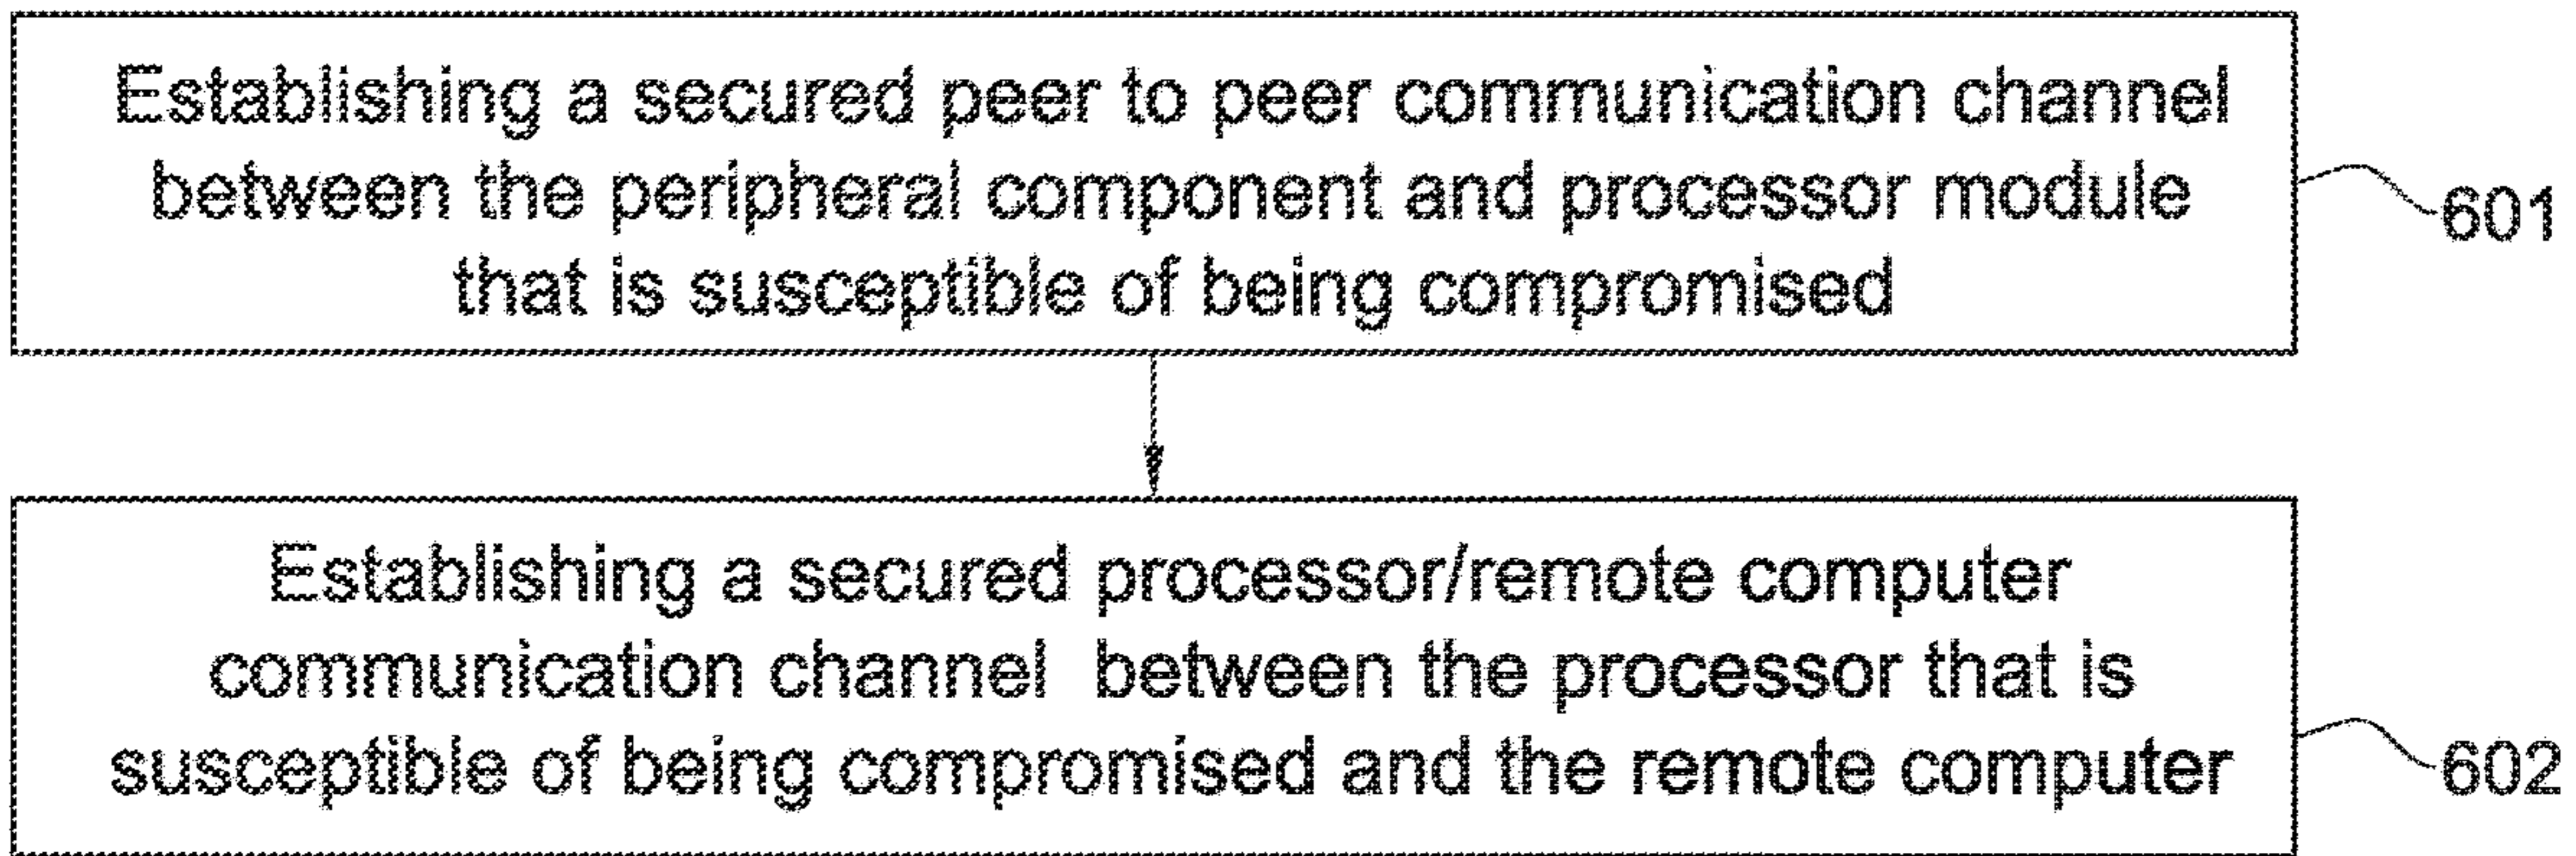 Establishing a secured peer to peer communication channel
between the peripheral component and processor module
that is susceptible of being compromised
601
Establishing a secured processor/remote computer
communication channel between the processor that is
susceptible of being compromised and the remote computer
602